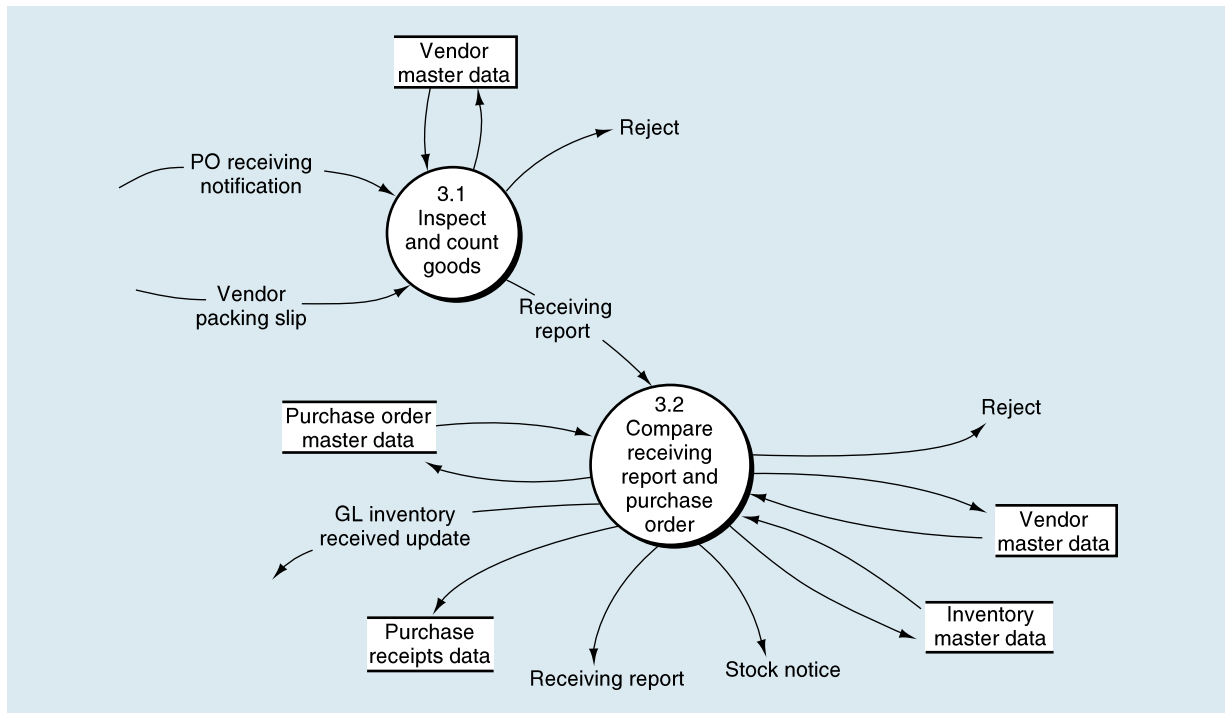 Vendor
master data
Reject
PO receiving
notification
3.1
Inspect
and count
goods
Vendor
packing slip
Receiving
report
3.2
Compare
receiving
report and
purchase
order
Purchase order
master data
Reject
GL inventory
received update
Vendor
master data
Purchase
receipts data
Inventory
master data
Receiving report
Stock notice